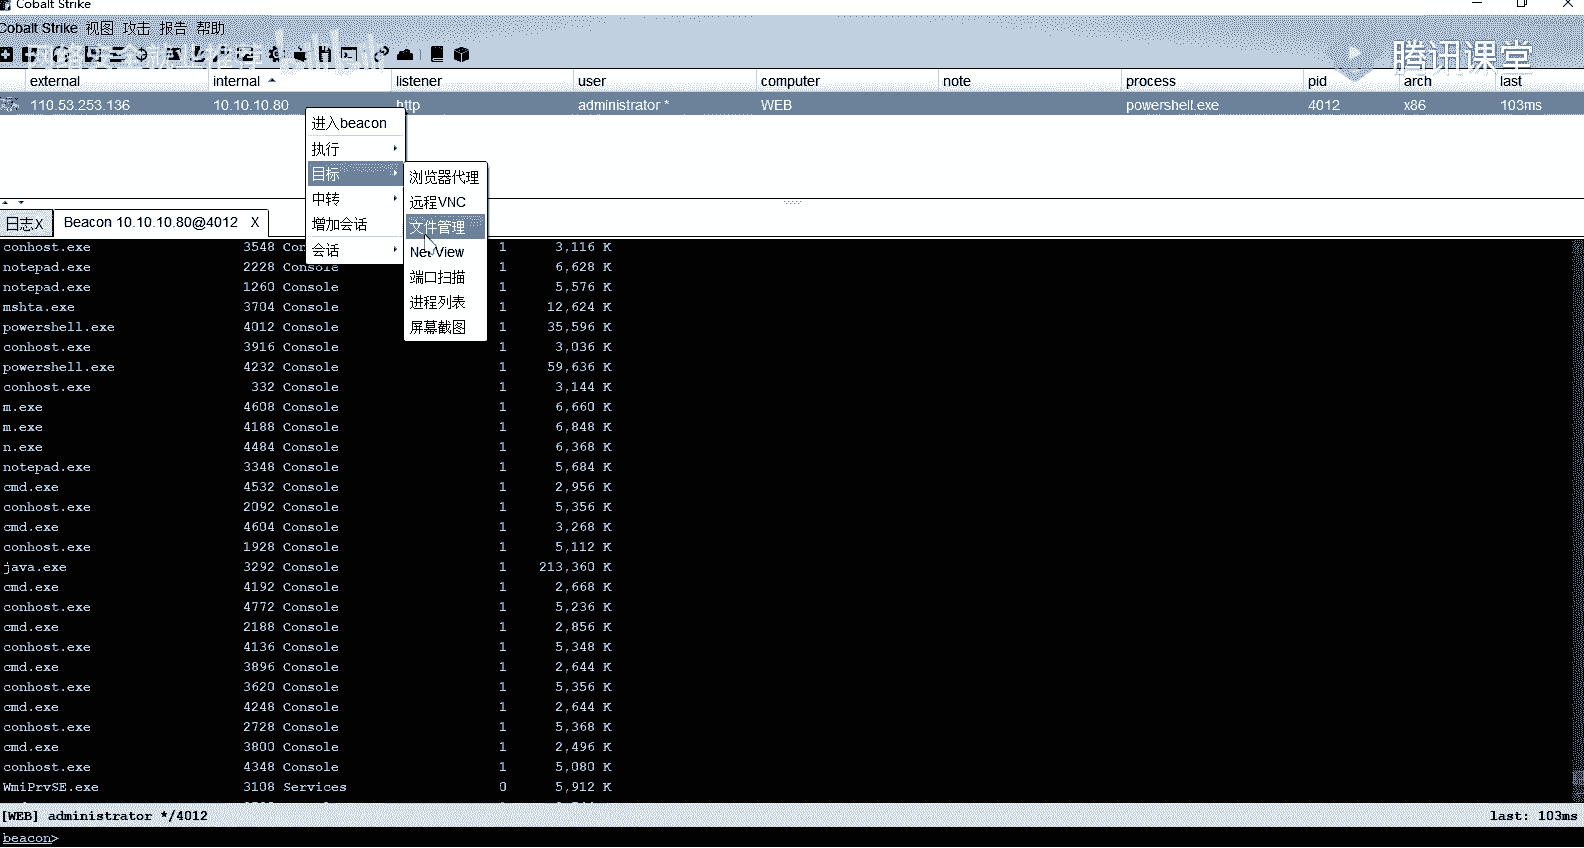 Cobalt Strike
Cobalt Strike 视图 攻击 报告 帮助
腾讯课堂
external internal listener user computer note process pid arch last
110.53.253.136 10.10.10.80 http administrator * WEB powershell.exe 4012 x86 103ms
进入beacon
执行
目标
中转
增加会话
会话
浏览器代理
远程VNC
文件管理
Net View
端口扫描
进程列表
屏幕截图
日志X Beacon 10.10.10.80@4012 X
conhost.exe 3548 1 3,116 K
notepad.exe 2228 Console 1 6,628 K
notepad.exe 1260 Console 1 5,576 K
mshta.exe 3704 Console 1 12,624 K
powershell.exe 4012 Console 1 35,596 K
conhost.exe 3916 Console 1 3,036 K
powershell.exe 4232 Console 1 59,636 K
conhost.exe 332 Console 1 3,144 K
m.exe 4608 Console 1 6,660 K
m.exe 4188 Console 1 6,848 K
n.exe 4484 Console 1 6,368 K
notepad.exe 3348 Console 1 5,684 K
cmd.exe 4532 Console 1 2,956 K
conhost.exe 2092 Console 1 5,356 K
cmd.exe 4604 Console 1 3,268 K
conhost.exe 1928 Console 1 5,112 K
java.exe 3292 Console 1 213,360 K
cmd.exe 4192 Console 1 2,668 K
conhost.exe 4772 Console 1 5,236 K
cmd.exe 2188 Console 1 2,856 K
conhost.exe 4136 Console 1 5,348 K
cmd.exe 3896 Console 1 2,644 K
conhost.exe 3620 Console 1 5,356 K
cmd.exe 4248 Console 1 2,644 K
conhost.exe 2728 Console 1 5,368 K
cmd.exe 3800 Console 1 2,496 K
conhost.exe 4348 Console 1 5,080 K
WmiPrvSE.exe 3108 Services 0 5,912 K
[WEB] administrator */4012 last: 103ms
beacon>